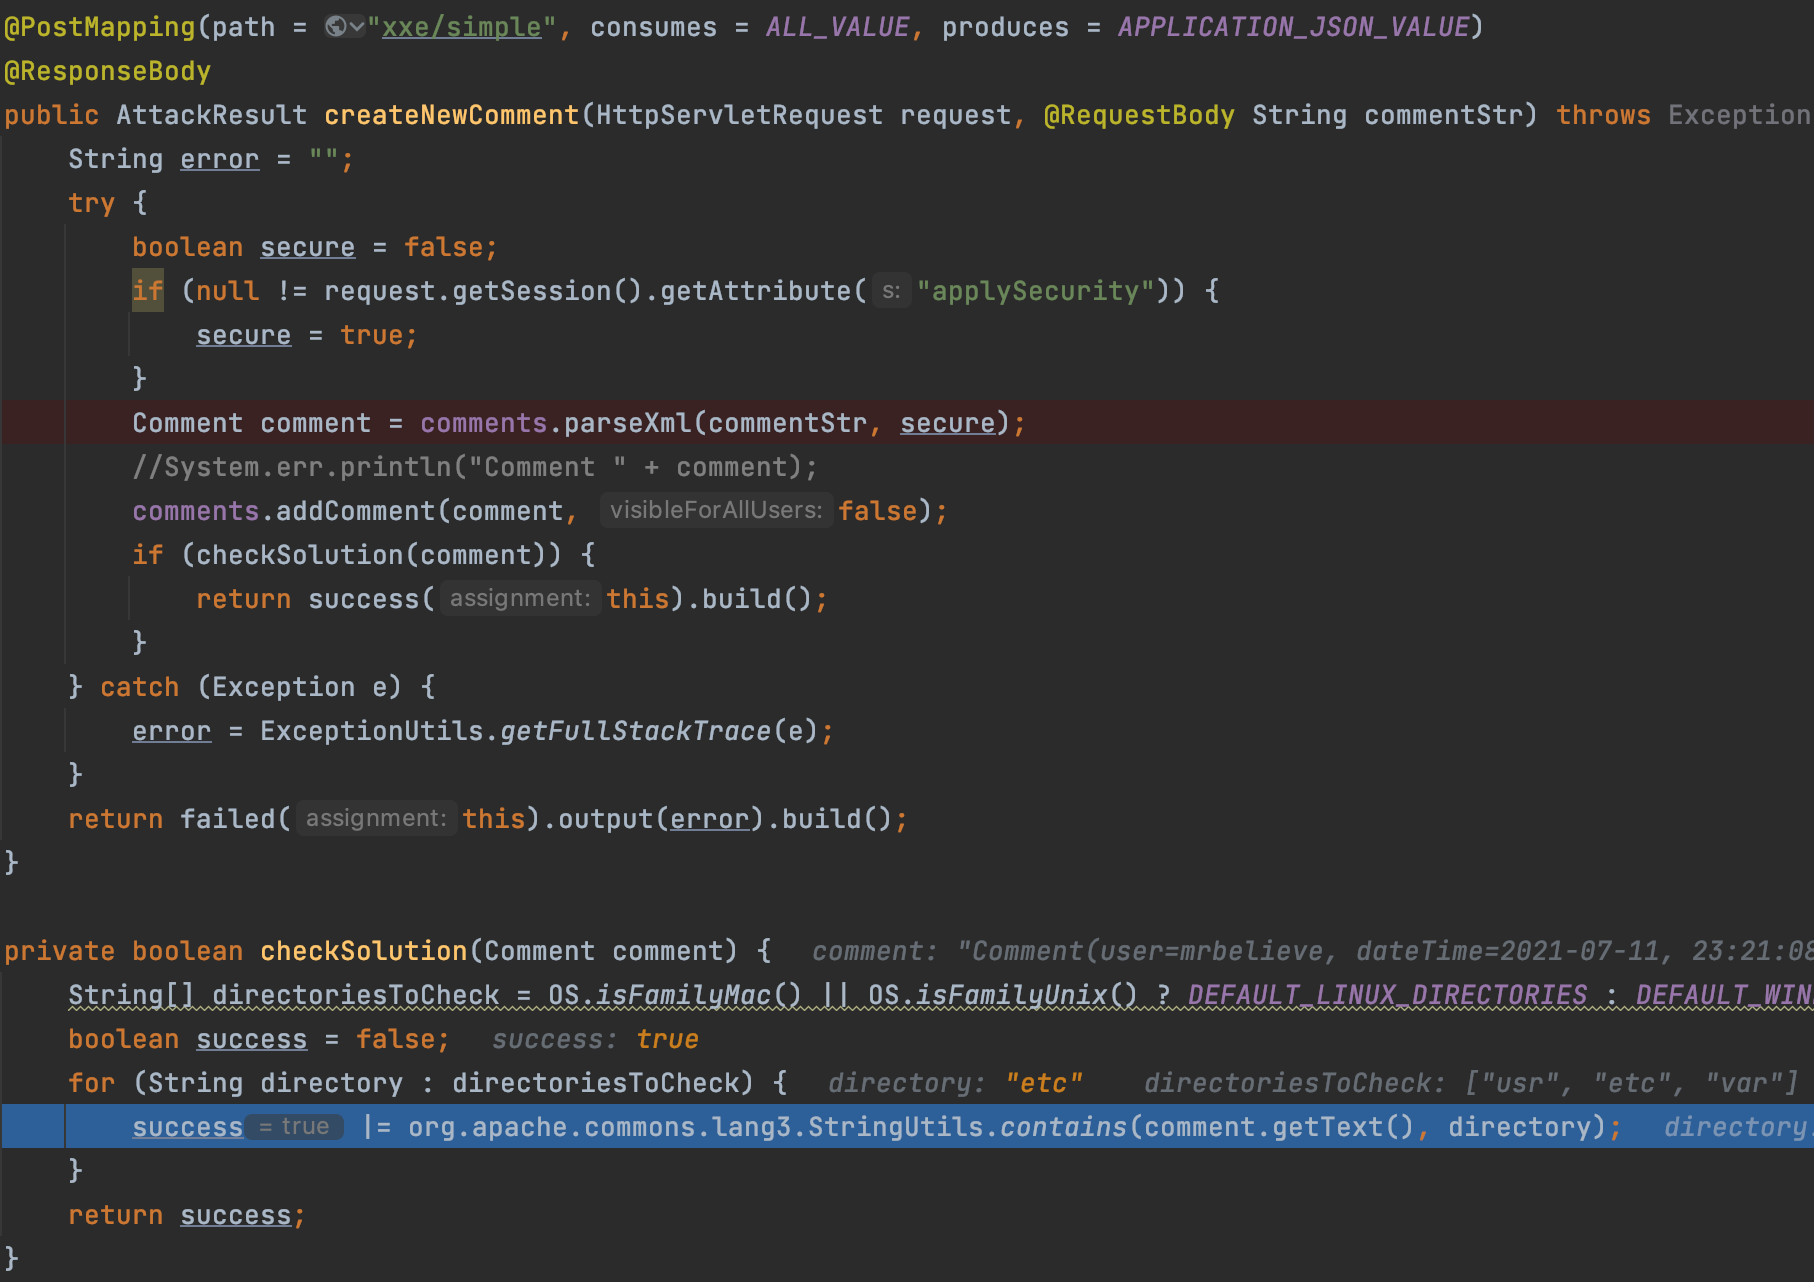 @PostMapping(path = "xxe/simple", consumes = ALL_VALUE, produces = APPLICATION_JSON_VALUE)
@ResponseBody
public AttackResult createNewComment(HttpServletRequest request, @RequestBody String commentStr) throws Exception
String error = "";
try {
boolean secure = false;
if (null != request.getSession().getAttribute( s: "applySecurity")) {
secure = true;
}
Comment comment = comments.parseXml(commentStr, secure);
//System.err.println("Comment " + comment);
comments.addComment(comment, visibleForAllUsers: false);
if (checkSolution(comment)) {
return success( assignment: this).build();
}
} catch (Exception e) {
error = ExceptionUtils.getFullStackTrace(e);
}
return failed( assignment: this).output(error).build();
}
private boolean checkSolution(Comment comment) { comment: "Comment(user=mrbelieve, dateTime=2021-07-11, 23:21:08
String[] directoriesToCheck = OS.isFamilyMac() || OS.isFamilyUnix() ? DEFAULT_LINUX_DIRECTORIES : DEFAULT_WIN
boolean success = false; success: true
for (String directory : directoriesToCheck) { directory: "etc" directoriesToCheck: ["usr", "etc", "var"]
success = true |= org.apache.commons.lang3.StringUtils.contains(comment.getText(), directory); directory:
}
return success;
}